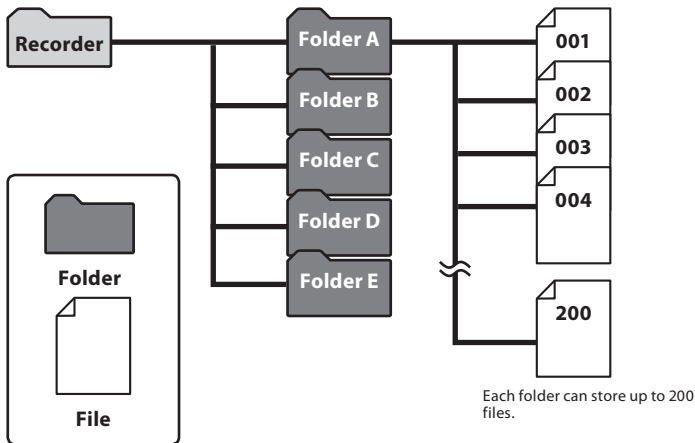 Recorder
Folder A
Folder B
Folder C
Folder D
Folder E
001
002
003
004
200
Each folder can store up to 200
files.
Folder
File